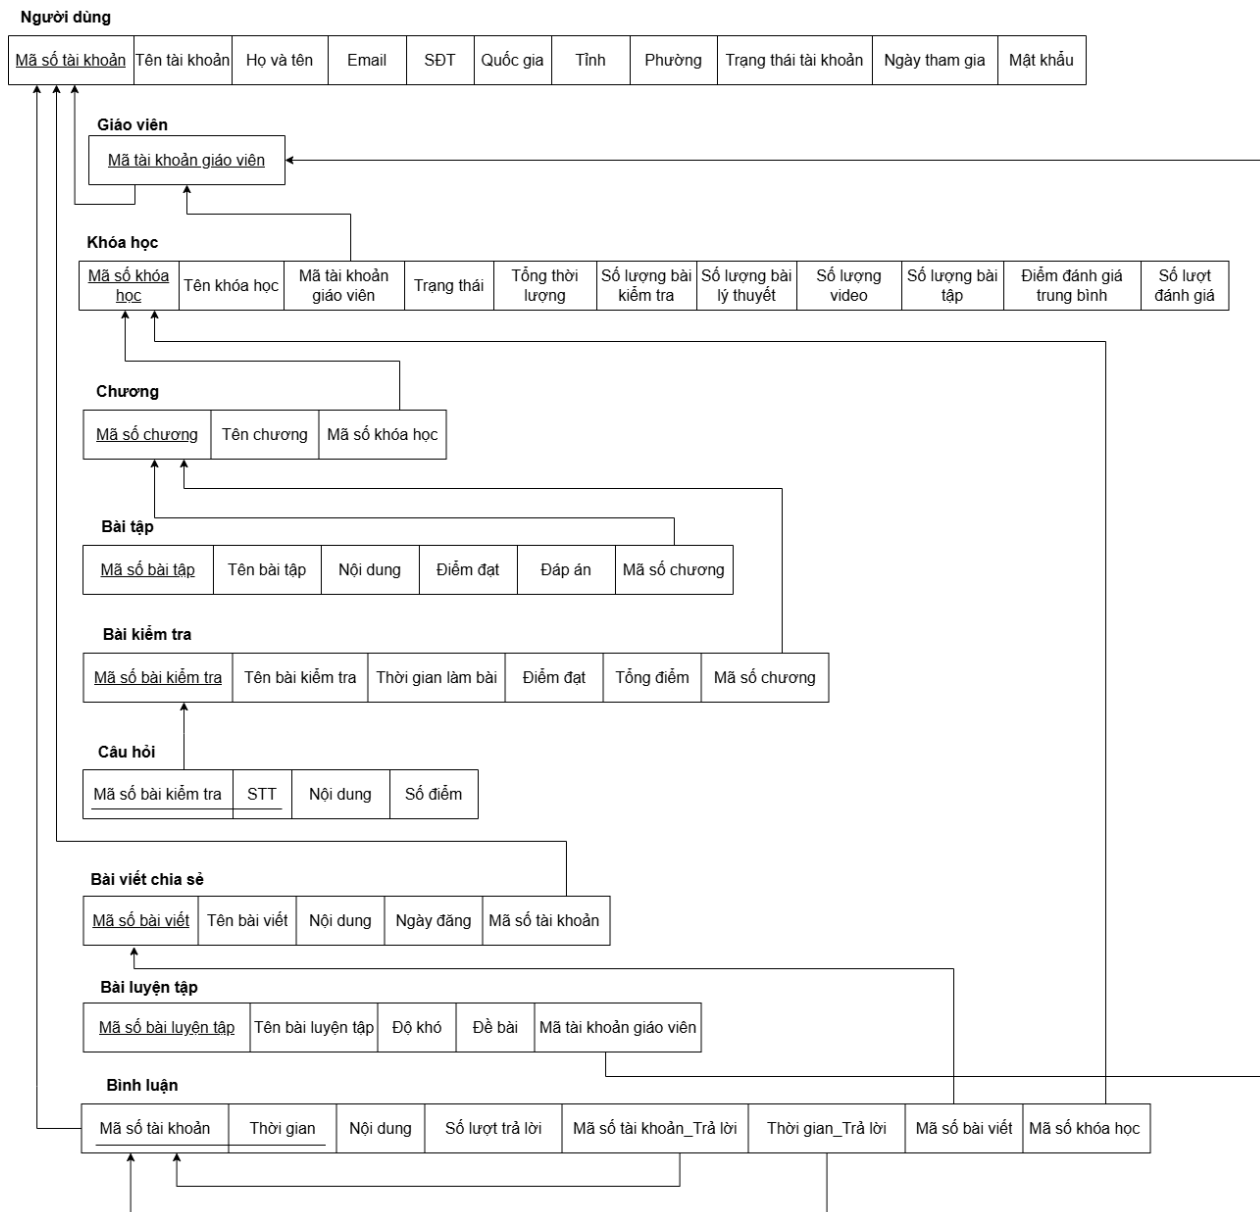 Người dùng
Mã số tài khoản Tên tài khoản Họ và tên Email SĐT Quốc gia Tỉnh Phường Trạng thái tài khoản Ngày tham gia Mật khẩu
Giáo viên
Mã tài khoản giáo viên
Khóa học
Mã số khóa học Tên khóa học Mã tài khoản giáo viên Trạng thái Tổng thời lượng Số lượng bài kiểm tra Số lượng bài lý thuyết Số lượng video Số lượng bài tập Điểm đánh giá trung bình Số lượt đánh giá
Chương
Mã số chương Tên chương Mã số khóa học
Bài tập
Mã số bài tập Tên bài tập Nội dung Điểm đạt Đáp án Mã số chương
Bài kiểm tra
Mã số bài kiểm tra Tên bài kiểm tra Thời gian làm bài Điểm đạt Tổng điểm Mã số chương
Câu hỏi
Mã số bài kiểm tra STT Nội dung Số điểm
Bài viết chia sẻ
Mã số bài viết Tên bài viết Nội dung Ngày đăng Mã số tài khoản
Bài luyện tập
Mã số bài luyện tập Tên bài luyện tập Độ khó Đề bài Mã tài khoản giáo viên
Bình luận
Mã số tài khoản Thời gian Nội dung Số lượt trả lời Mã số tài khoản_Trả lời Thời gian_Trả lời Mã số bài viết Mã số khóa học